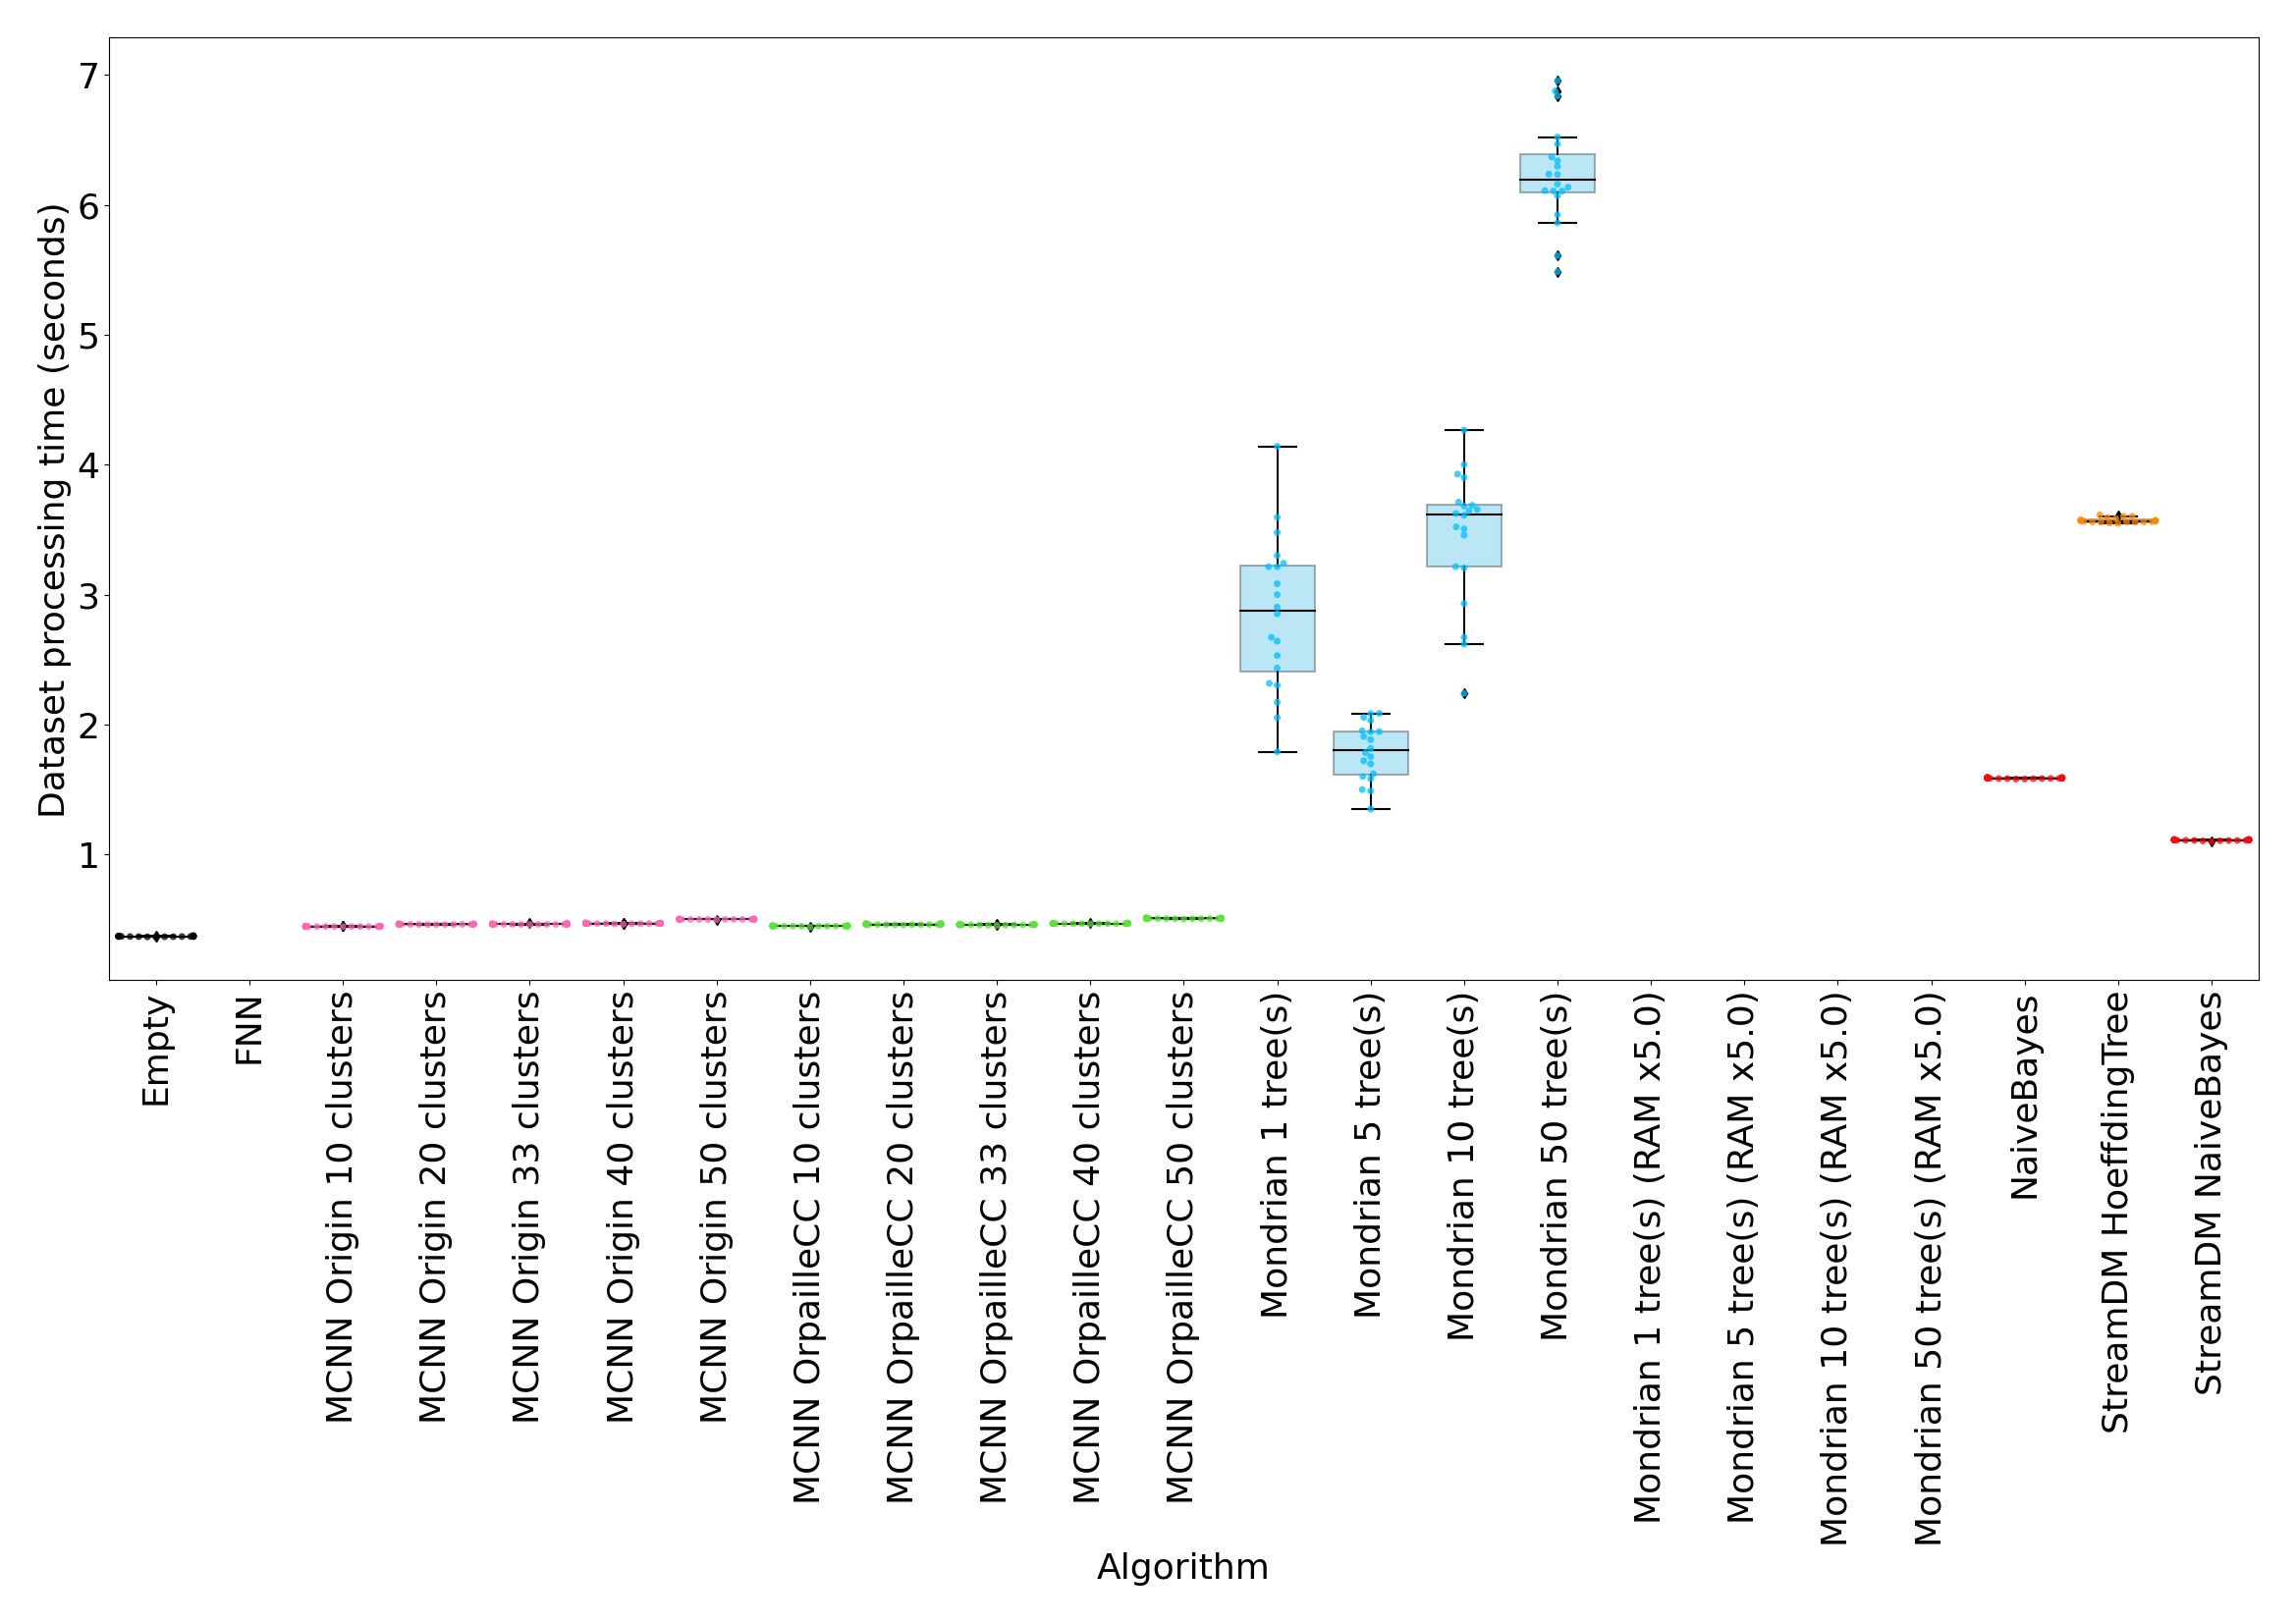 Dataset processing time (seconds)
7
6
5
4
3
2
1
Empty
FNN
MCNN Origin 10 clusters
MCNN Origin 20 clusters
MCNN Origin 33 clusters
MCNN Origin 40 clusters
MCNN Origin 50 clusters
MCNN OrpailleCC 10 clusters
MCNN OrpailleCC 20 clusters
MCNN OrpailleCC 33 clusters
MCNN OrpailleCC 40 clusters
MCNN OrpailleCC 50 clusters
Mondrian 1 tree(s)
Mondrian 5 tree(s)
Mondrian 10 tree(s)
Mondrian 50 tree(s)
Mondrian 1 tree(s) (RAM x5.0)
Mondrian 5 tree(s) (RAM x5.0)
Mondrian 10 tree(s) (RAM x5.0)
Mondrian 50 tree(s) (RAM x5.0)
NaiveBayes
StreamDM HoeffdingTree
StreamDM NaiveBayes
Algorithm